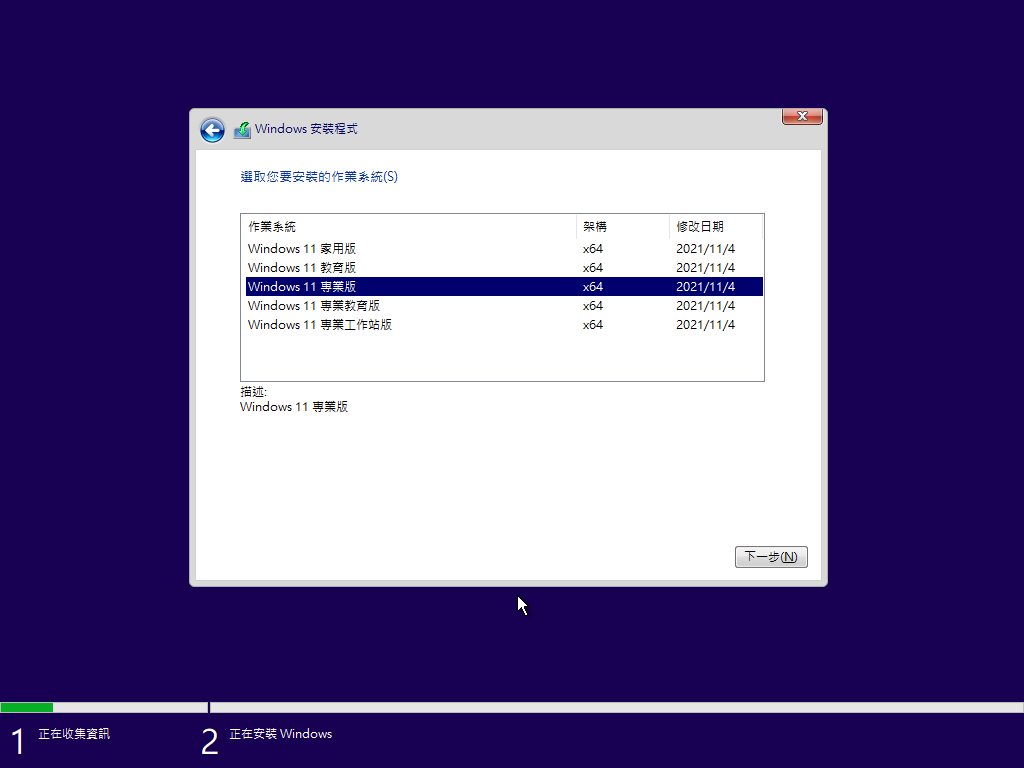 Windows 安裝程式
選取您要安裝的作業系統(S)
作業系統 架構 修改日期
Windows 11 家用版 x64 2021/11/4
Windows 11 教育版 x64 2021/11/4
Windows 11 專業版 x64 2021/11/4
Windows 11 專業教育版 x64 2021/11/4
Windows 11 專業工作站版 x64 2021/11/4
描述:
Windows 11 專業版
下一步(N)
1 正在收集資訊 2 正在安裝 Windows